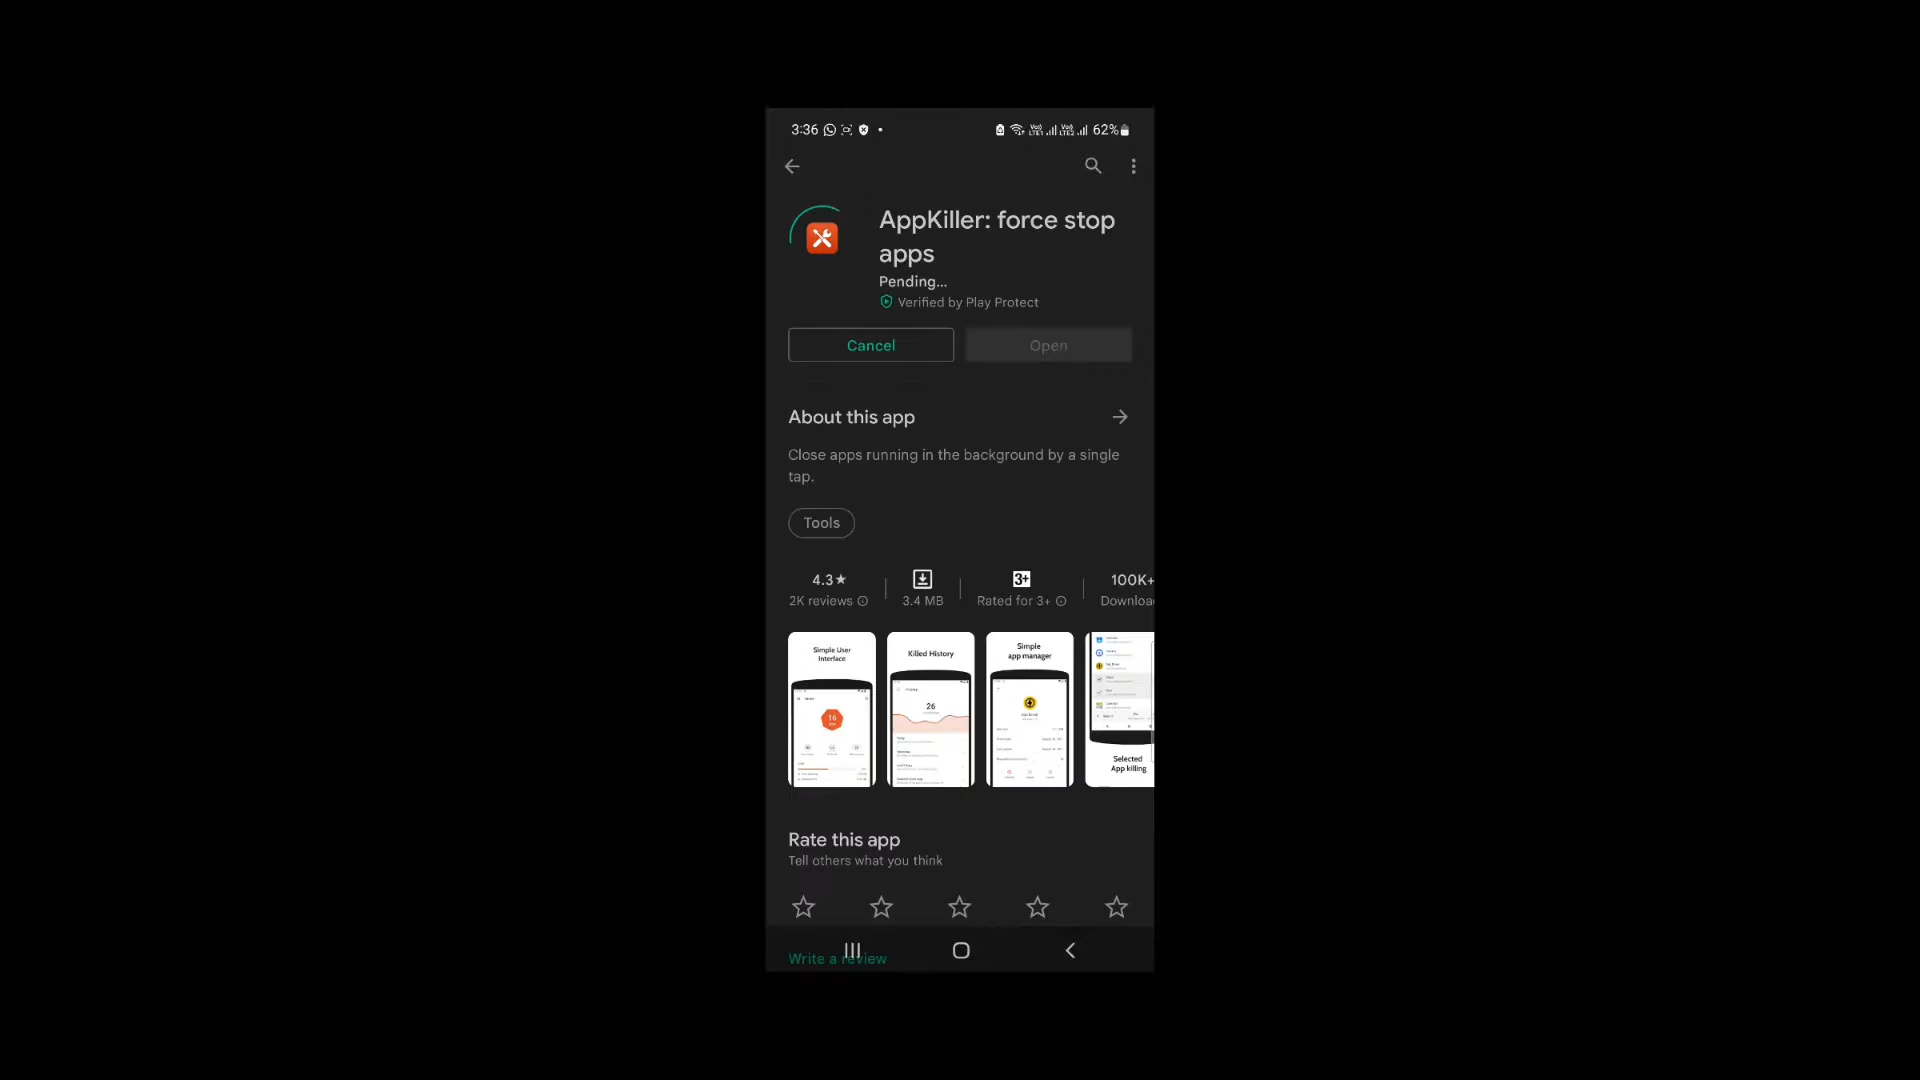 3:36
62%
AppKiller: force stop
apps
Pending...
Verified by Play Protect
Cancel
Open
About this app
Close apps running in the background by a single
tap.
Tools
4.3★
2K reviews
3.4 MB
3+
Rated for 3+
100K+
Downloa
Simple User
Interface
16
Killed History
26
Simple
app manager
Selected
App killing
Rate this app
Tell others what you think
Write a review